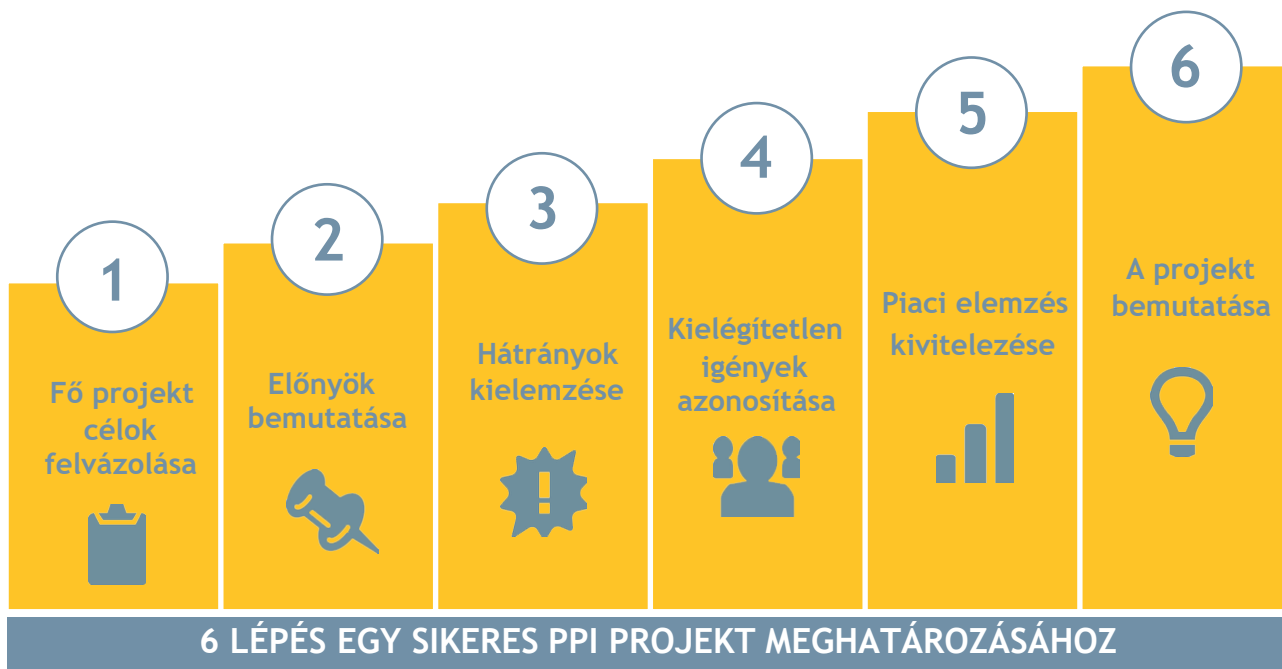 1
Fő projekt
célok
felvázolása
2
Előnyök
bemutatása
3
Hátrányok
kielemzése
4
Kielégítetlen
igények
azonosítása
5
Piaci elemzés
kivitelezése
6
A projekt
bemutatása
6 LÉPÉS EGY SIKERES PPI PROJEKT MEGHATÁROZÁSÁHOZ